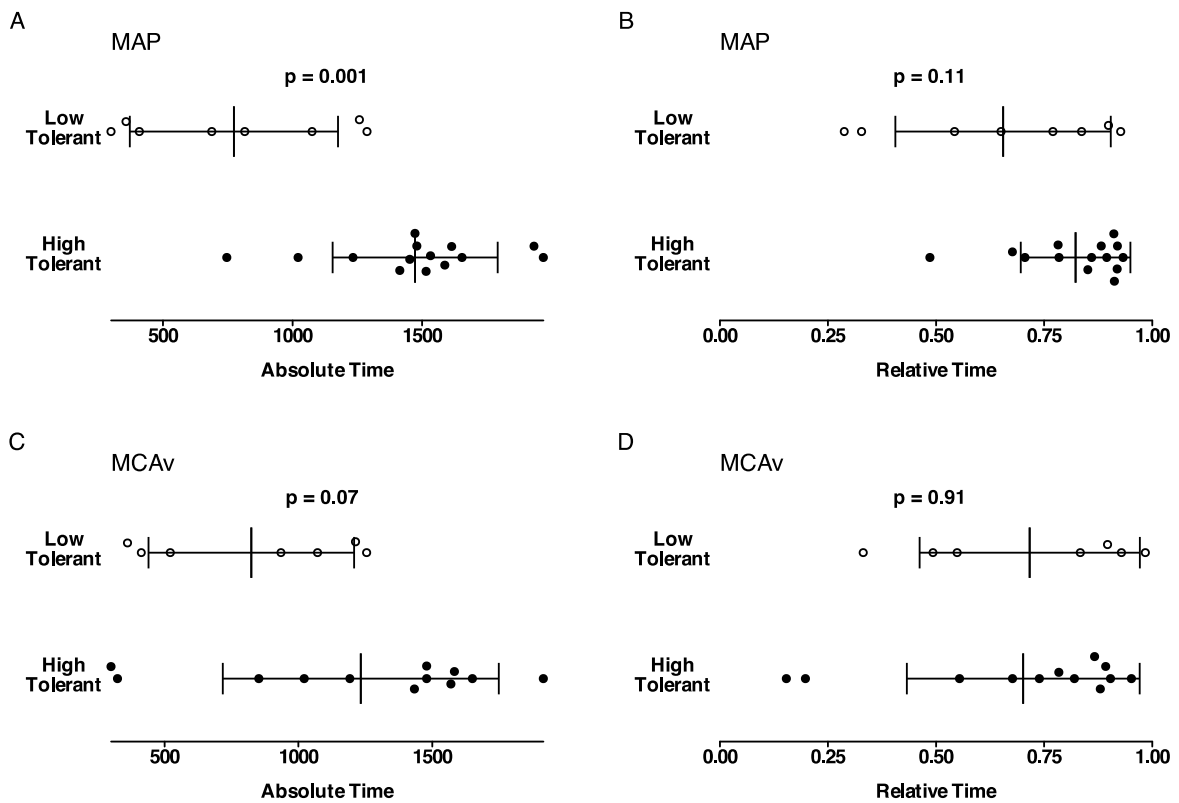 A
MAP
p = 0.001
Low
Tolerant
High
Tolerant
500
1000
1500
Absolute Time
B
MAP
p = 0.11
Low
Tolerant
High
Tolerant
0.00
0.25
0.50
0.75
1.00
Relative Time
C
MCAv
p = 0.07
Low
Tolerant
High
Tolerant
500
1000
1500
Absolute Time
D
MCAv
p = 0.91
Low
Tolerant
High
Tolerant
0.00
0.25
0.50
0.75
1.00
Relative Time